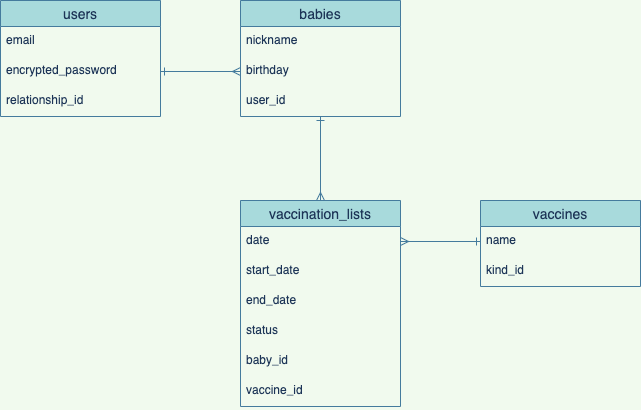 users
email
encrypted_password
relationship_id
babies
nickname
birthday
user_id
vaccination_lists
date
start_date
end_date
status
baby_id
vaccine_id
vaccines
name
kind_id